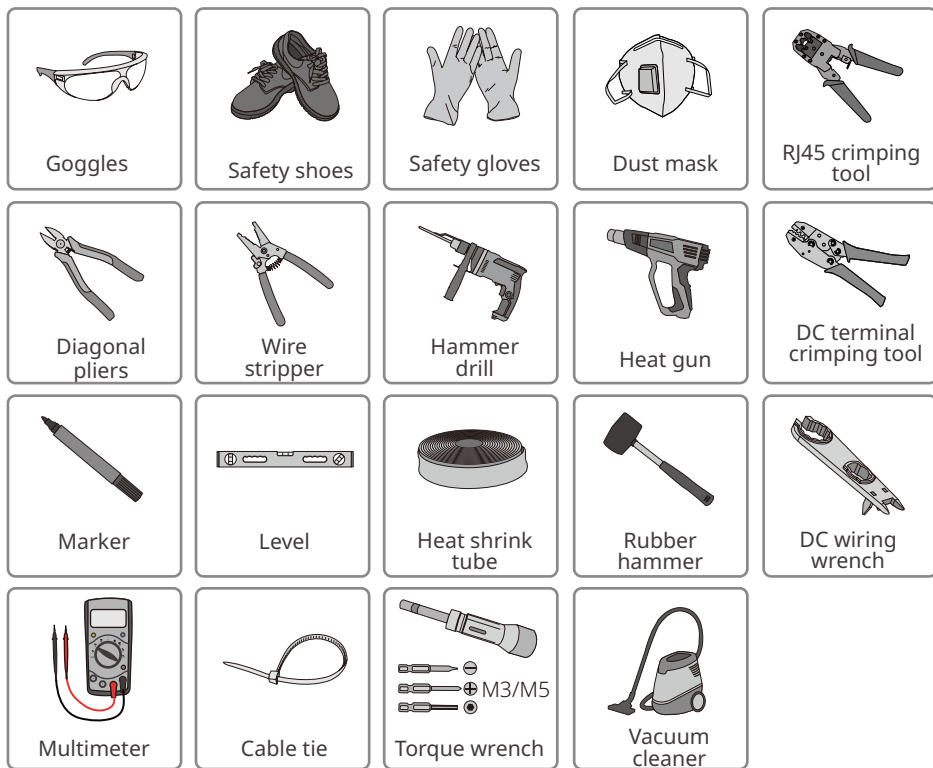 Goggles
Safety shoes
Safety gloves
Dust mask
RJ45 crimping
tool
Diagonal
pliers
Wire
stripper
Hammer
drill
Heat gun
DC terminal
crimping tool
Marker
Level
Heat shrink
tube
Rubber
hammer
DC wiring
wrench
Multimeter
Cable tie
M3/M5
Torque wrench
Vacuum
cleaner